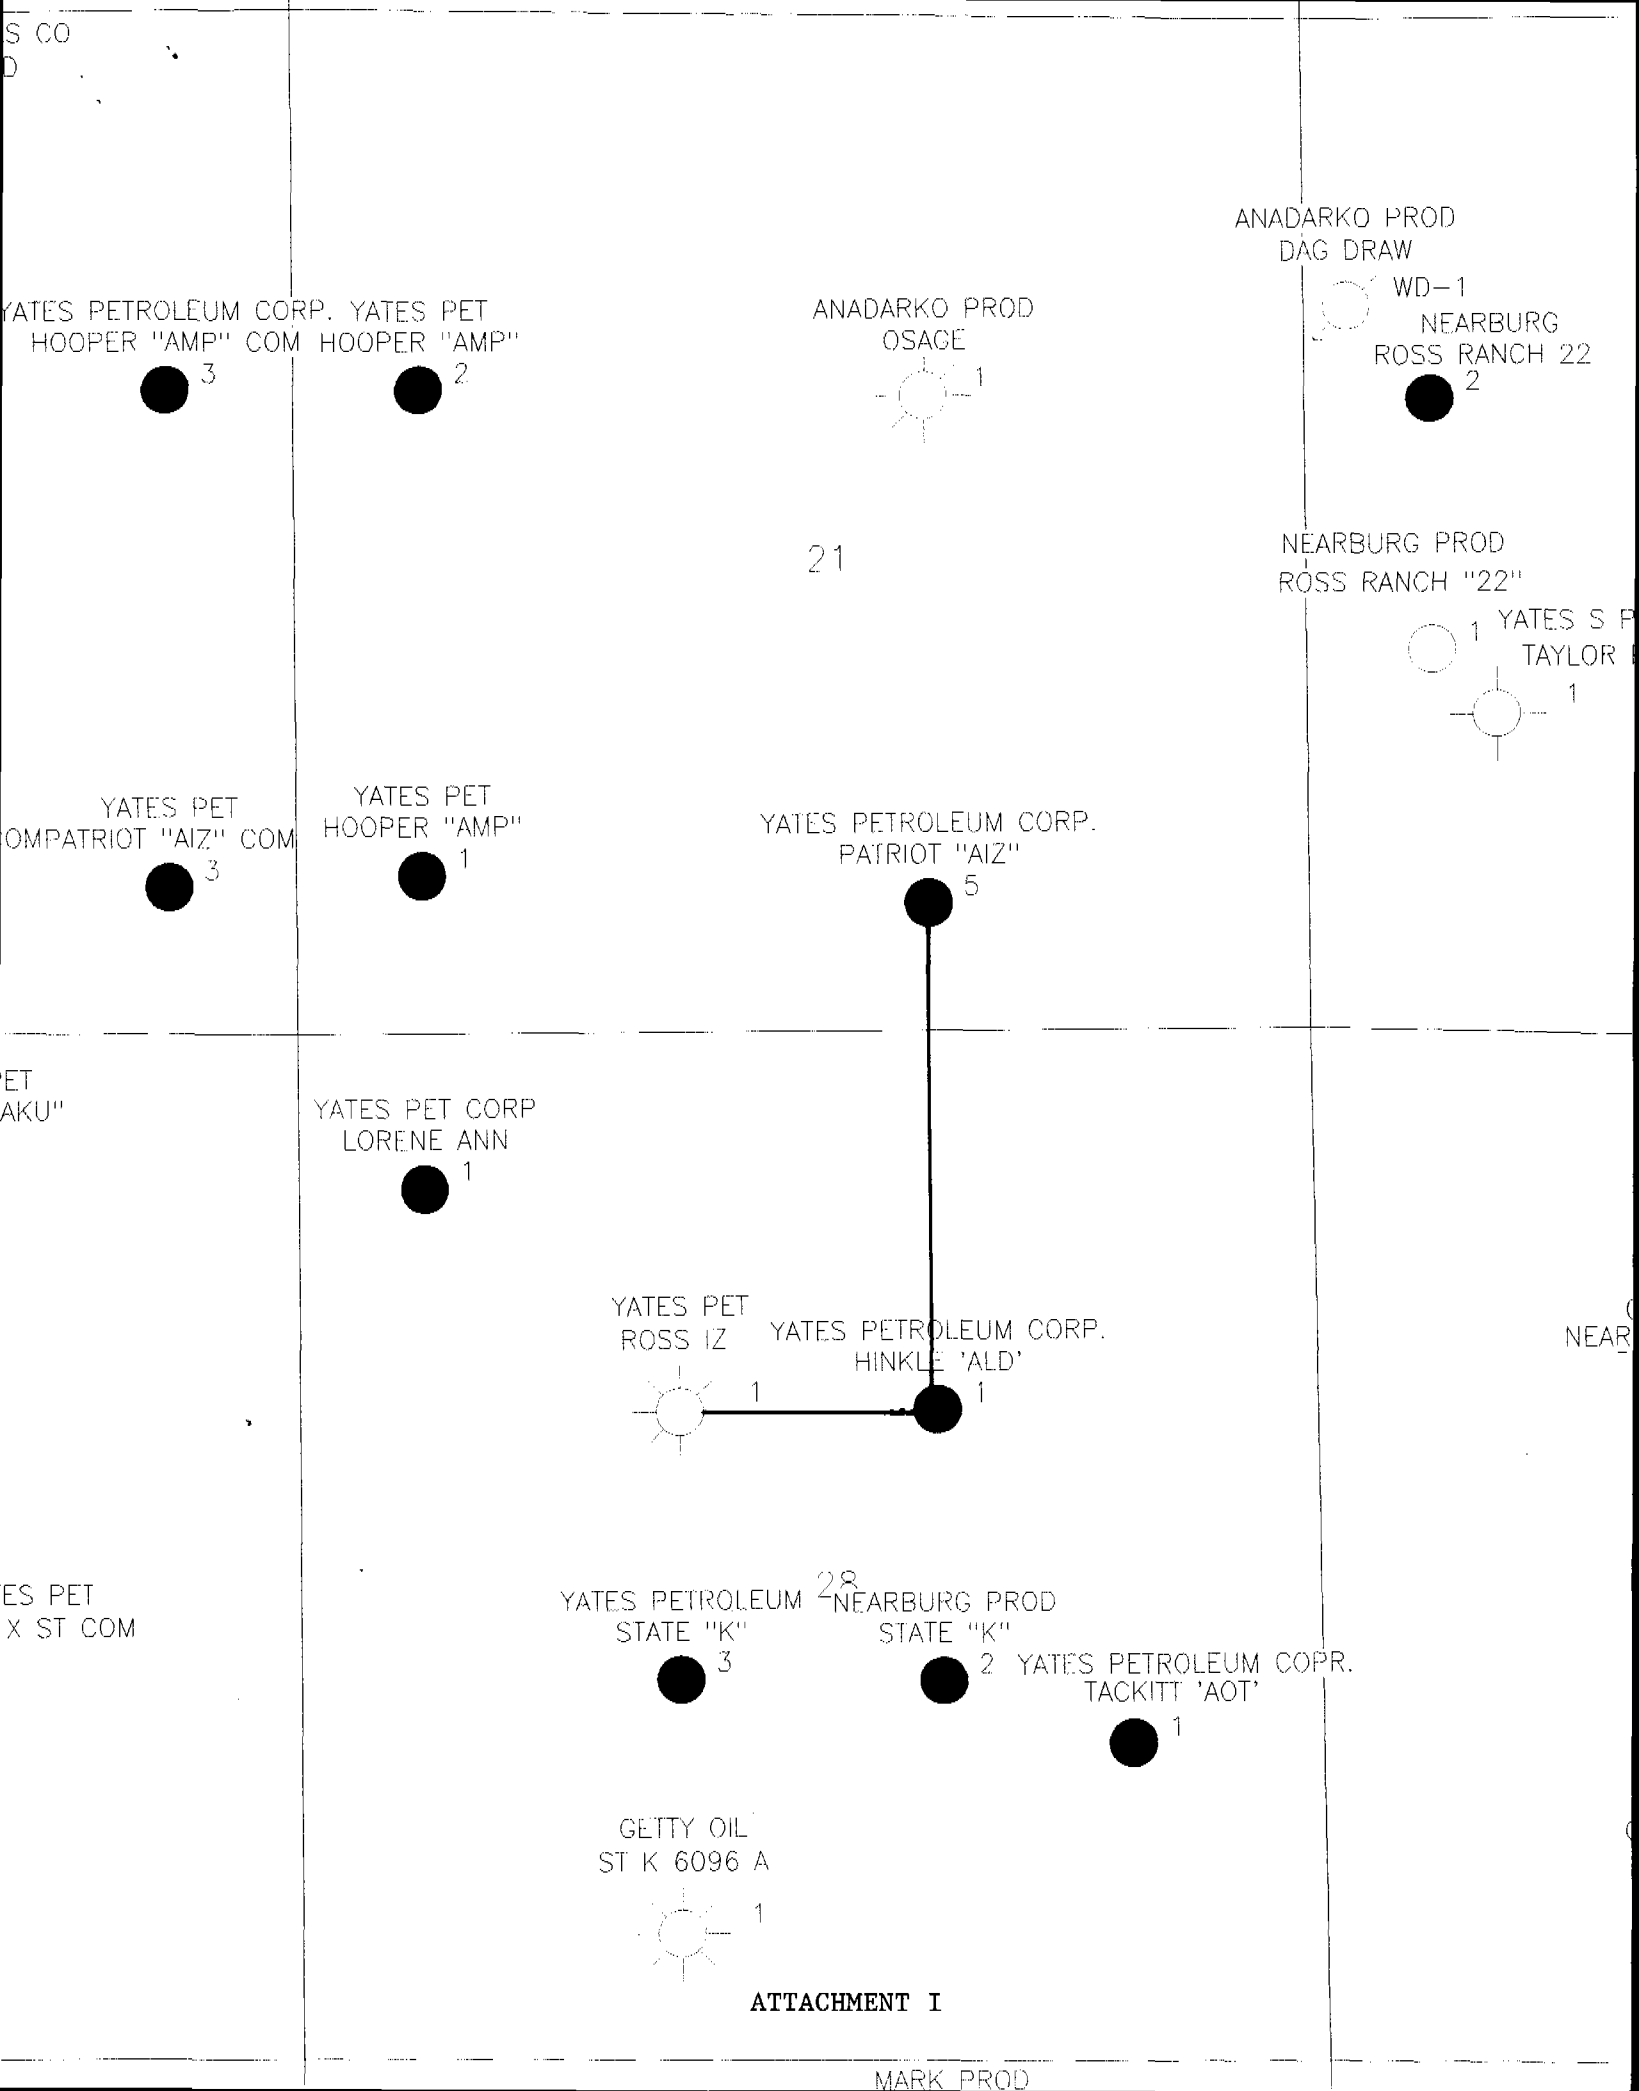 S CO
D
ANADARKO PROD
DAG DRAW
WD-1
NEARBURG
ROSS RANCH 22
2
YATES PETROLEUM CORP.
HOOPER "AMP" COM
3
YATES PET
HOOPER "AMP"
2
ANADARKO PROD
OSAGE
1
21
NEARBURG PROD
ROSS RANCH "22"
1
YATES S P
TAYLOR
1
YATES PET
OMPATRIOT "AIZ" COM
3
YATES PET
HOOPER "AMP"
1
YATES PETROLEUM CORP.
PATRIOT "AIZ"
5
ET
AKU"
YATES PET CORP
LORENE ANN
1
YATES PET
ROSS IZ
1
YATES PETROLEUM CORP.
HINKLE 'ALD'
1
NEAR
ES PET
X ST COM
28
YATES PETROLEUM
STATE "K"
3
NEARBURG PROD
STATE "K"
2
YATES PETROLEUM COPR.
TACKITT 'AOT'
1
GETTY OIL
ST K 6096 A
1
ATTACHMENT I
MARK PROD